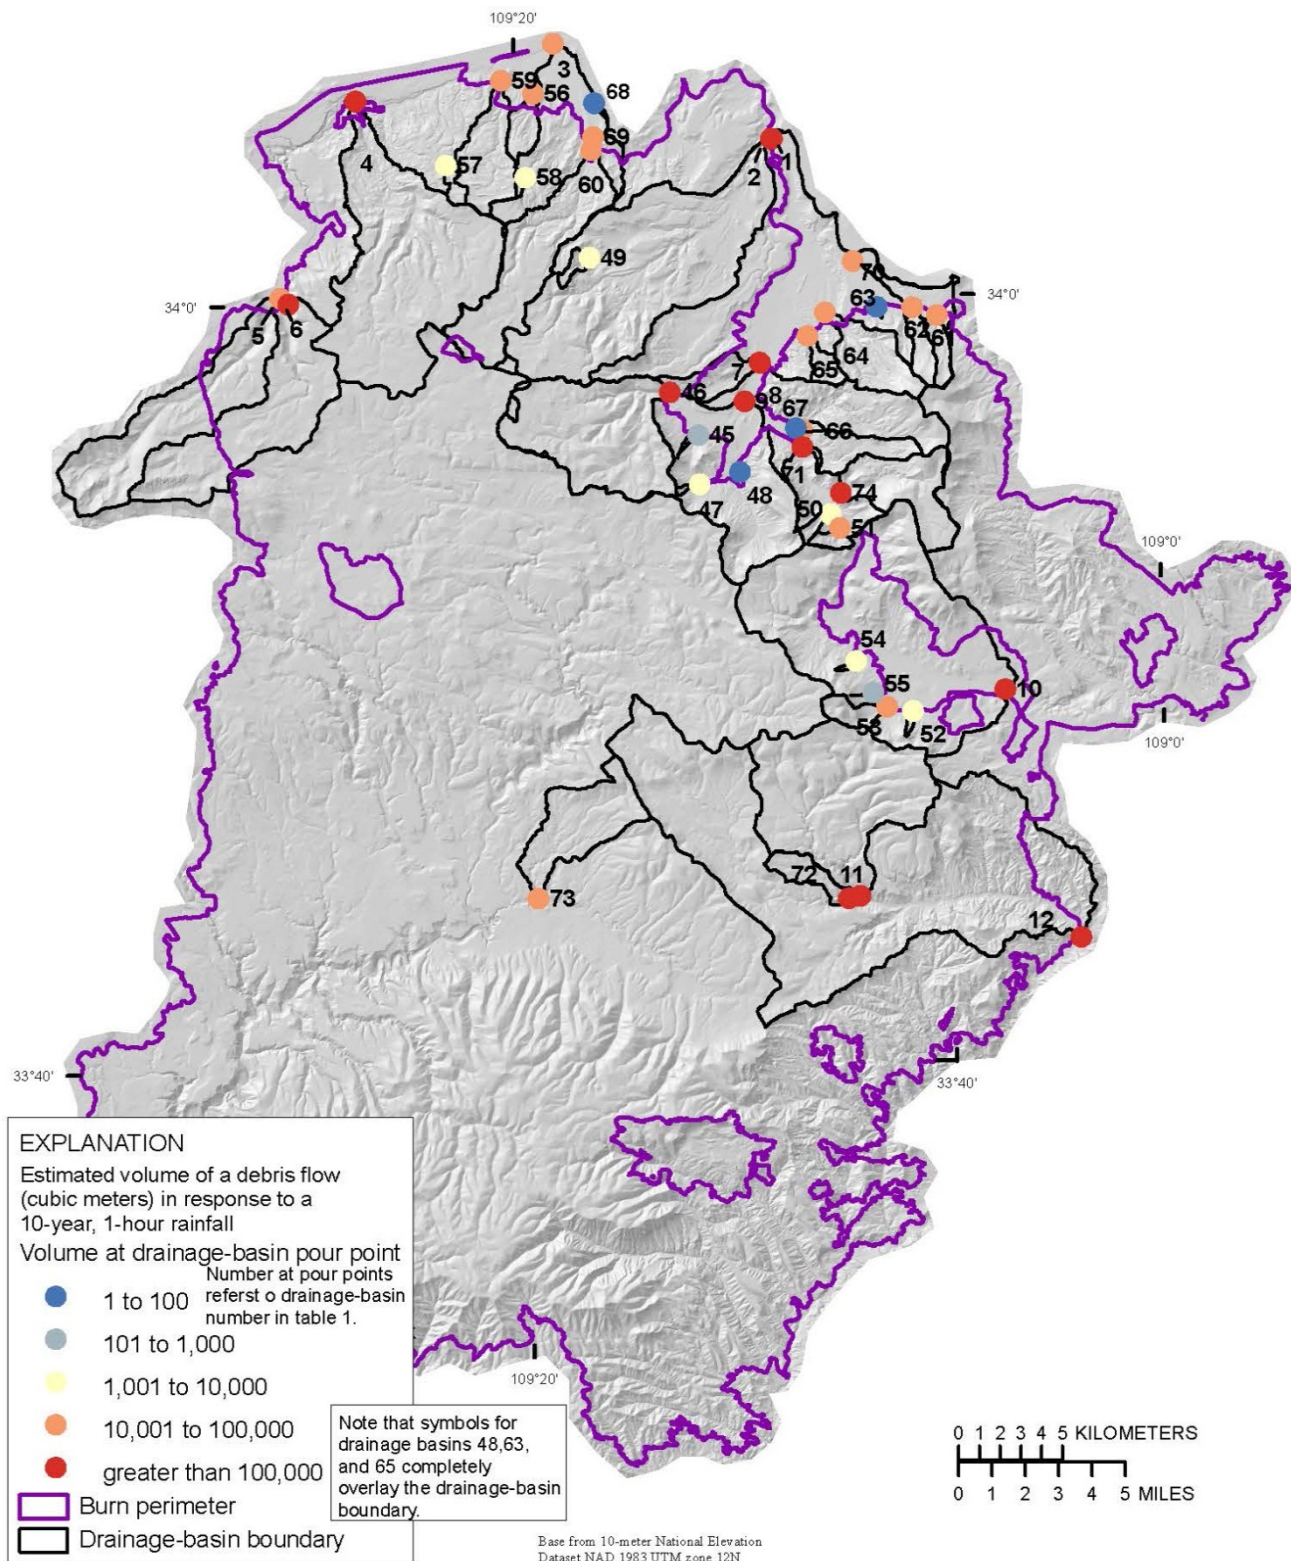 109°20'
3
59
56
68
69
4
57
58
60
2
1
49
70
34°0'
34°0'
63
5
6
62
61
64
7
65
46
9
8
67
45
66
71
48
74
47
50
51
109°0'
54
55
10
53
52
109°0'
72
11
73
12
33°40'
33°40'
EXPLANATION
Estimated volume of a debris flow
(cubic meters) in response to a
10-year, 1-hour rainfall
Volume at drainage-basin pour point
Number at pour points
referst o drainage-basin
number in table 1.
1 to 100
101 to 1,000
1,001 to 10,000
10,001 to 100,000
greater than 100,000
Burn perimeter
Drainage-basin boundary
109°20'
Note that symbols for
drainage basins 48,63,
and 65 completely
overlay the drainage-basin
boundary.
0 1 2 3 4 5 KILOMETERS
0 1 2 3 4 5 MILES
Base from 10-meter National Elevation
Dataset NAD 1983 UTM zone 12N